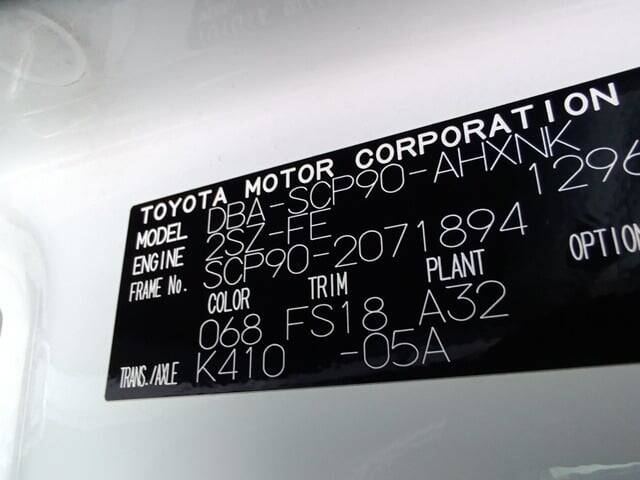 TOYOTA MOTOR CORPORATION
MODEL DBA-SCP90-AHXNK
ENGINE 2SZ-FE 1296
FRAME No. SCP90-2071894
COLOR TRIM PLANT OPTION
068 FS18 A32
TRANS./AXLE K410 -05A